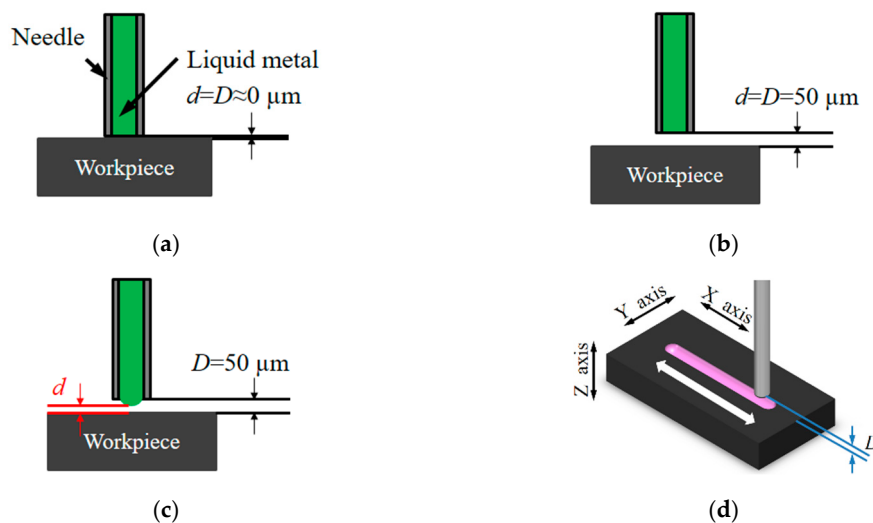 Needle
Liquid metal
d=D≈0 µm
Workpiece
(a)
d=D=50 µm
Workpiece
(b)
D=50 µm
d
Workpiece
(c)
Y axis
X axis
Z axis
D
(d)